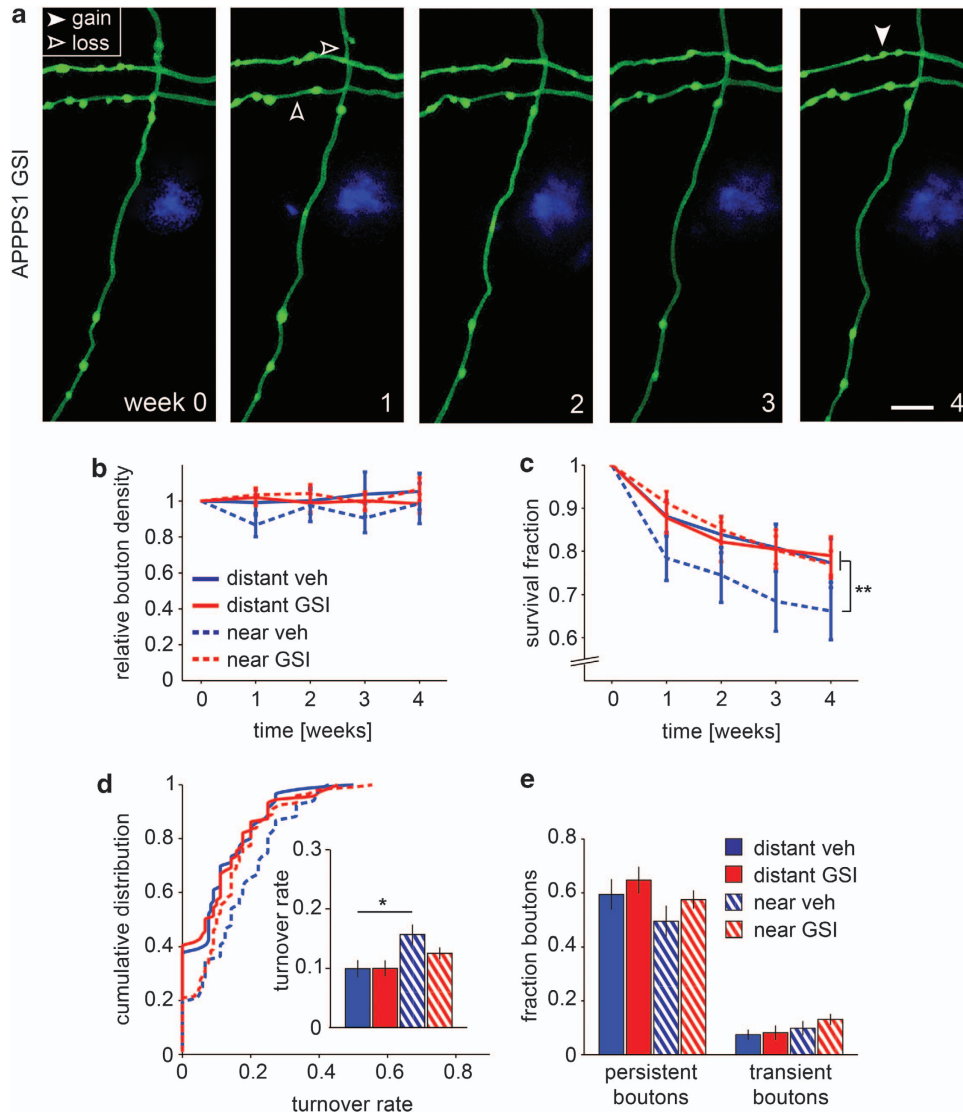 a
gain
loss
APPPS1 GSI
week 0
1
2
3
4
b
relative bouton density
1
0.8
0.6
0.4
0.2
0
distant veh
distant GSI
near veh
near GSI
0 1 2 3 4
time [weeks]
c
survival fraction
1
0.9
0.8
0.7
0.6
**
0 1 2 3 4
time [weeks]
d
cumulative distribution
1
0.8
0.6
0.4
0.2
0
0 0.2 0.4 0.6 0.8
turnover rate
turnover rate
0.3
0.2
0.1
0
*
e
fraction boutons
0.8
0.6
0.4
0.2
0
distant veh
distant GSI
near veh
near GSI
persistent
boutons
transient
boutons